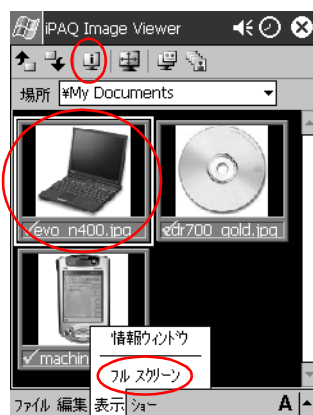 iPAQ Image Viewer
場所 ¥My Documents
evo_n400.jpg
cdr700_gold.jpg
machin
情報ウィンドウ
フル スクリーン
ファイル 編集 表示 ショー A